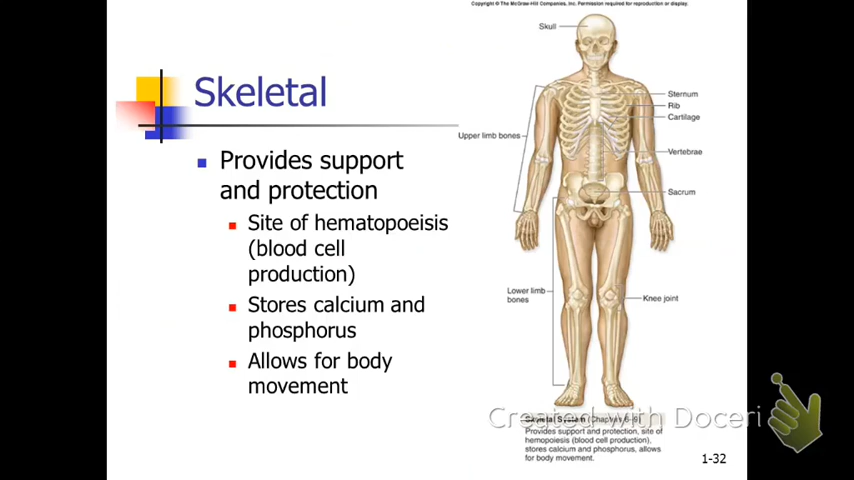 Copyright © The McGraw-Hill Companies, Inc. Permission required for reproduction or display.
Skull
Skeletal
Sternum
Rib
Cartilage
Upper limb bones
Vertebrae
Provides support
and protection
Sacrum
Site of hematopoeisis
(blood cell
production)
Lower limb
bones
Knee joint
Stores calcium and
phosphorus
Allows for body
movement
Created with Doceri
Skeletal System (Chapters 6–9)
Provides support and protection, site of
hemopoiesis (blood cell production),
stores calcium and phosphorus, allows
for body movement.
1-32